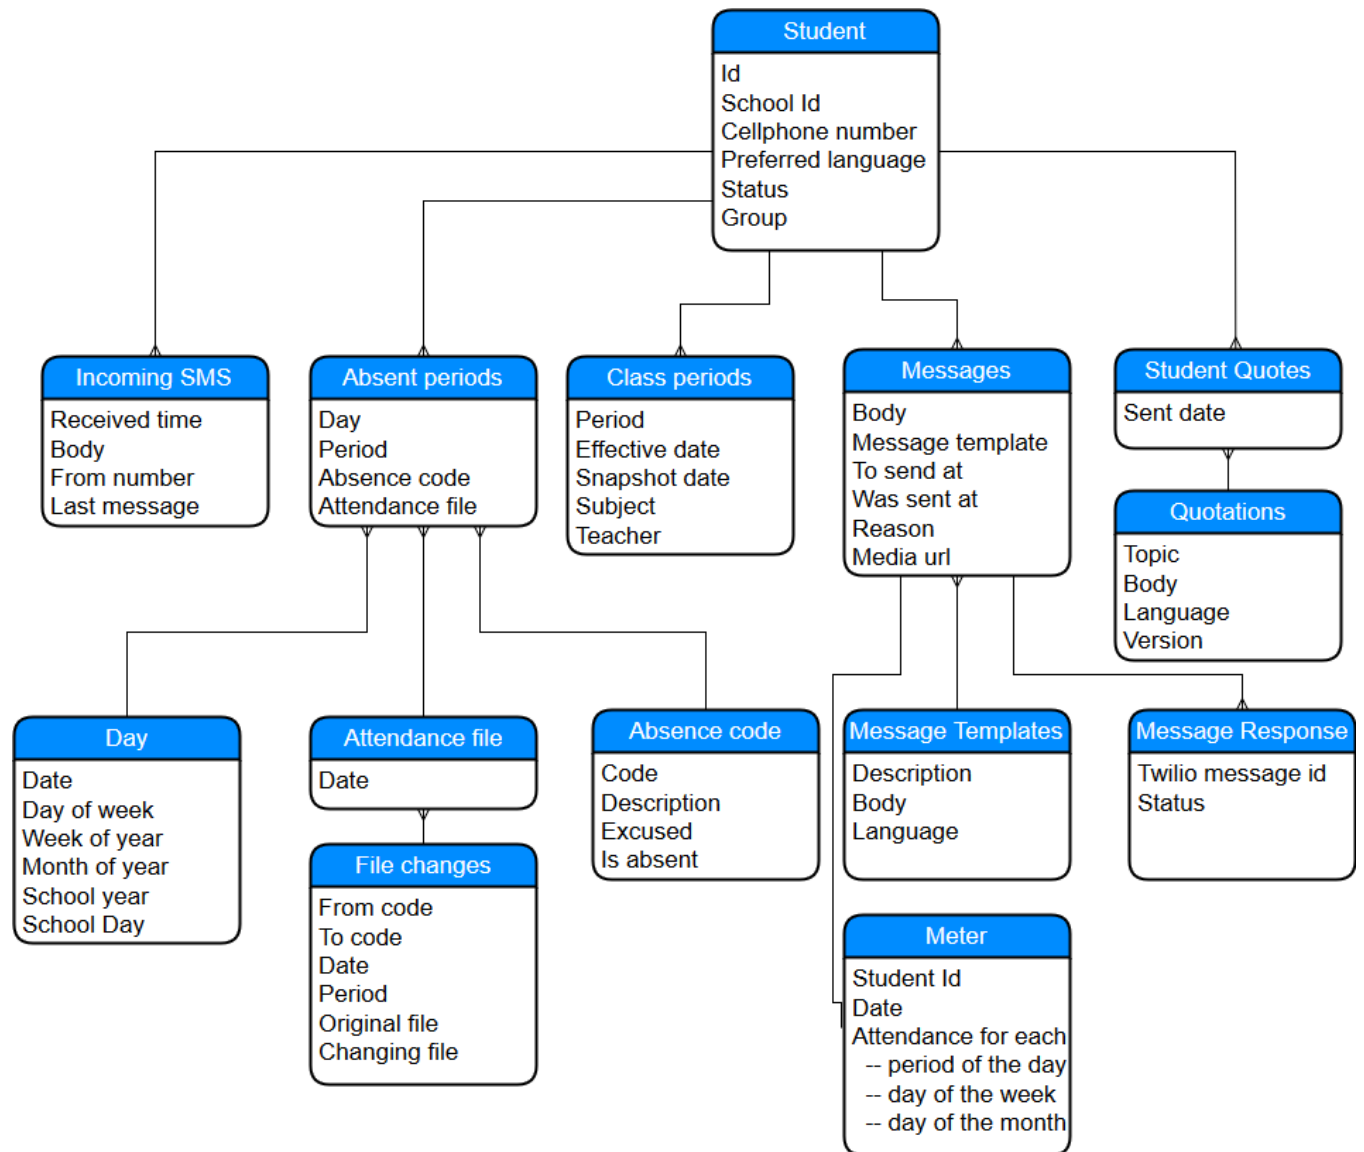 Student
Id
School Id
Cellphone number
Preferred language
Status
Group
Incoming SMS
Received time
Body
From number
Last message
Absent periods
Day
Period
Absence code
Attendance file
Class periods
Period
Effective date
Snapshot date
Subject
Teacher
Messages
Body
Message template
To send at
Was sent at
Reason
Media url
Student Quotes
Sent date
Quotations
Topic
Body
Language
Version
Day
Date
Day of week
Week of year
Month of year
School year
School Day
Attendance file
Date
File changes
From code
To code
Date
Period
Original file
Changing file
Absence code
Code
Description
Excused
Is absent
Message Templates
Description
Body
Language
Message Response
Twilio message id
Status
Meter
Student Id
Date
Attendance for each
-- period of the day
-- day of the week
-- day of the month